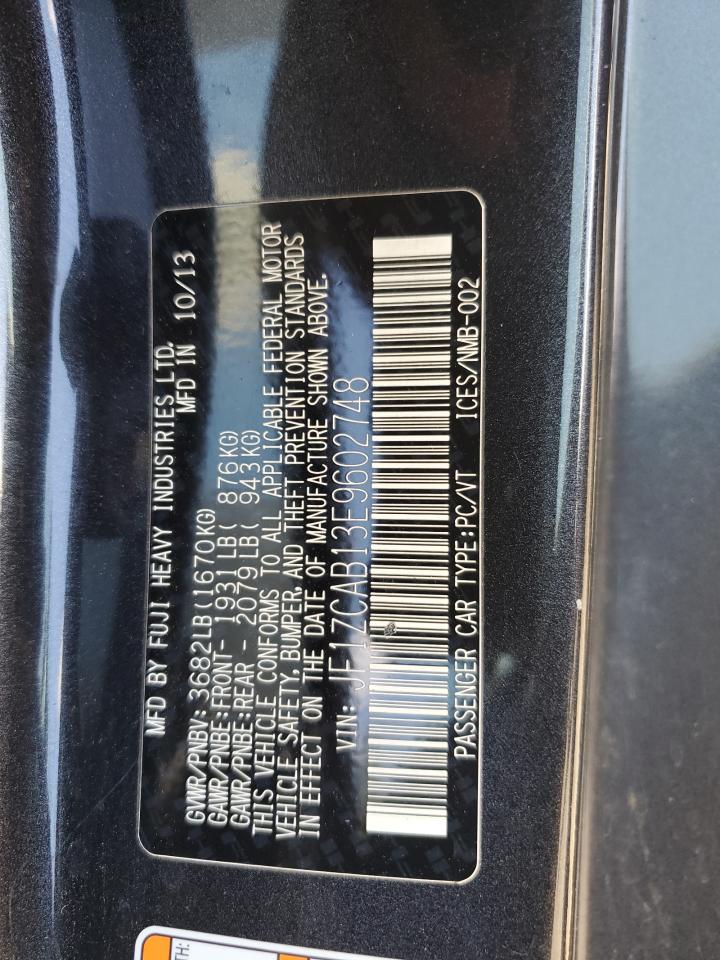 MFD BY FUJI HEAVY INDUSTRIES LTD.
MFD IN 10/13
GVWR/PNBV: 3682LB(1670KG)
GAWR/PNBE:FRONT- 1931LB( 876KG)
GAWR/PNBE:REAR - 2079LB( 943KG)
THIS VEHICLE CONFORMS TO ALL APPLICABLE FEDERAL MOTOR
VEHICLE SAFETY, BUMPER, AND THEFT PREVENTION STANDARDS
IN EFFECT ON THE DATE OF MANUFACTURE SHOWN ABOVE.
VIN: JF1ZCAB13E9602748
PASSENGER CAR TYPE:PC/VT ICES/NMB-002